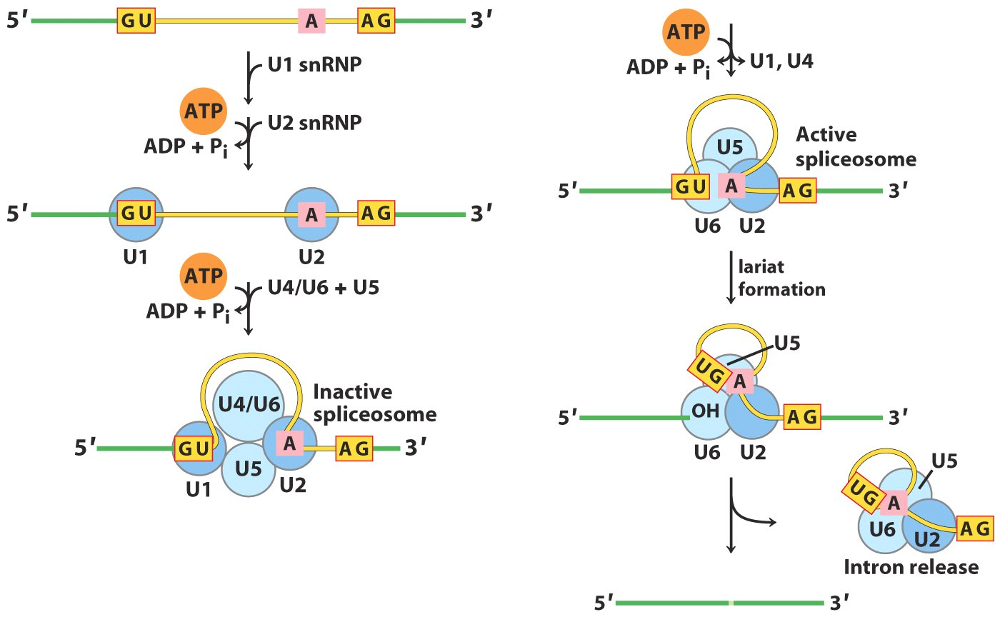 5′ GU A AG 3′
U1 snRNP
ATP
U2 snRNP
ADP + Pi
5′ GU A AG 3′
U1 U2
ATP
U4/U6 + U5
ADP + Pi
U4/U6
Inactive
spliceosome
5′ GU A AG 3′
U5
U1 U2
ATP
ADP + Pi U1, U4
Active
spliceosome
U5
5′ GU A AG 3′
U6 U2
lariat
formation
U5
UG A
OH
5′ AG 3′
U6 U2
U5
UG A
U6 U2 AG
Intron release
5′ 3′